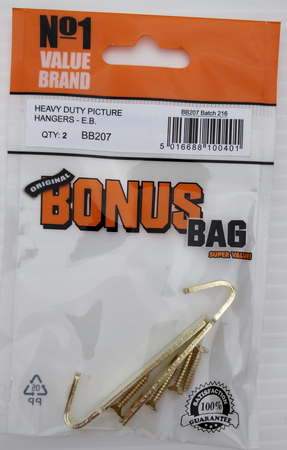 No1
VALUE
BRAND
HEAVY DUTY PICTURE
HANGERS - E.B.
QTY: 2 BB207
BB207 Batch 216
5 016688 100401
ORIGINAL
BONUS
BAG
SUPER VALUE!
05
PP
SATISFACTION
100%
GUARANTEE